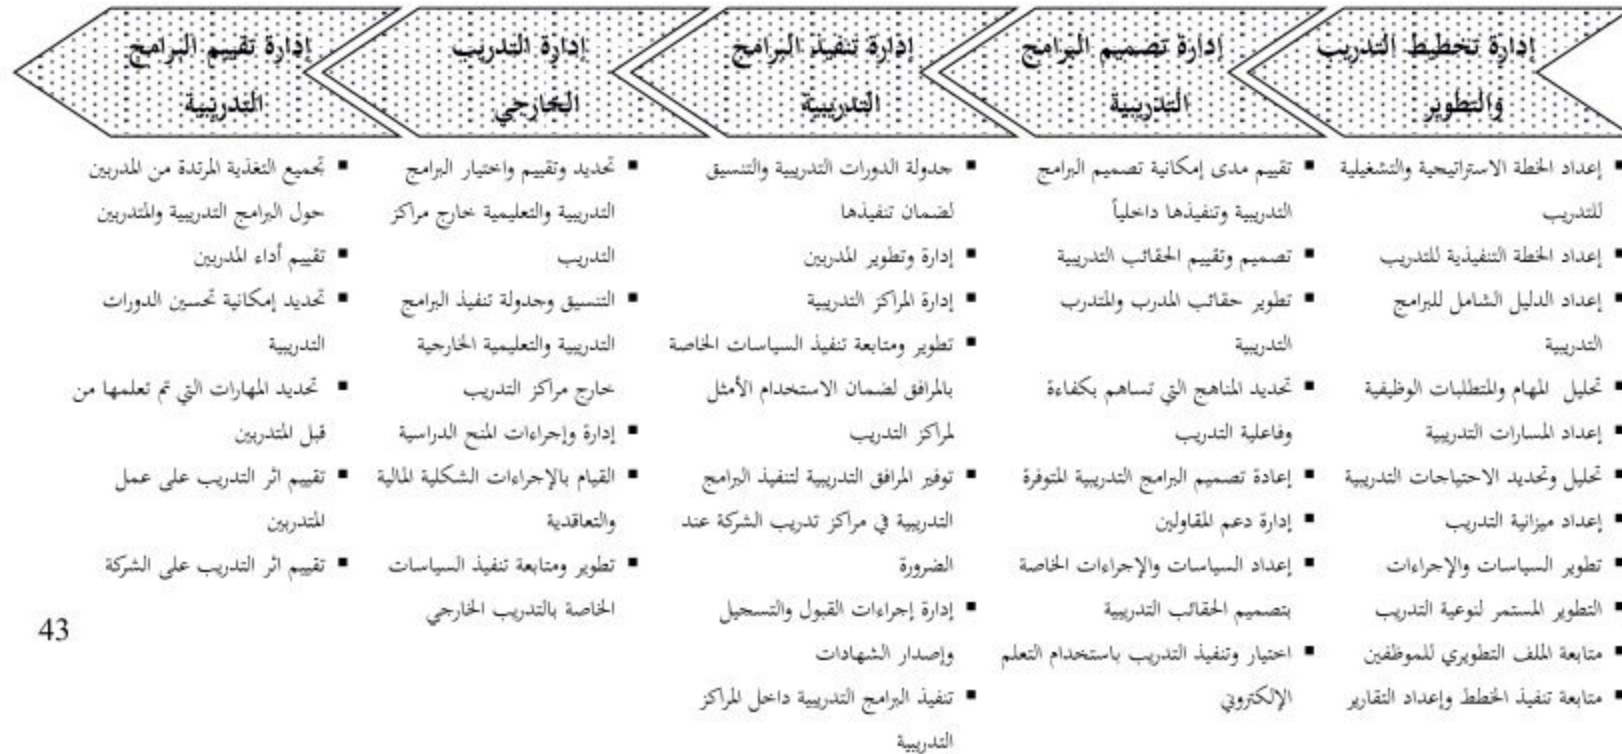 إدارة تخطيط التدريب
والتطوير
إعداد الخطة الاستراتيجية والتشغيلية
للتدريب
إعداد الخطة التنفيذية للتدريب
إعداد الدليل الشامل للبرامج
التدريبية
تحليل المهام والمتطلبات الوظيفية
إعداد المسارات التدريبية
تحليل وتحديد الاحتياجات التدريبية
إعداد ميزانية التدريب
تطوير السياسات والإجراءات
التطوير المستمر لنوعية التدريب
متابعة الملف التطويري للموظفين
متابعة تنفيذ الخطط وإعداد التقارير
إدارة تصميم البرامج
التدريبية
تقييم مدى إمكانية تصميم البرامج
التدريبية وتنفيذها داخلياً
تصميم وتقييم الحقائب التدريبية
تطوير حقائب المدرب والمتدرب
التدريبية
تحديد المناهج التي تساهم بكفاءة
وفاعلية التدريب
إعادة تصميم البرامج التدريبية المتوفرة
إدارة دعم المقاولين
إعداد السياسات والإجراءات الخاصة
بتصميم الحقائب التدريبية
اختيار وتنفيذ التدريب باستخدام التعلم
الإلكتروني
إدارة تنفيذ البرامج
التدريبية
جدولة الدورات التدريبية والتنسيق
لضمان تنفيذها
إدارة وتطوير المدربين
إدارة المراكز التدريبية
تطوير ومتابعة تنفيذ السياسات الخاصة
بالمرافق لضمان الاستخدام الأمثل
لمراكز التدريب
توفير المرافق التدريبية لتنفيذ البرامج
التدريبية في مراكز تدريب الشركة عند
الضرورة
إدارة إجراءات القبول والتسجيل
وإصدار الشهادات
تنفيذ البرامج التدريبية داخل المراكز
التدريبية
إدارة التدريب
الخارجي
تحديد وتقييم واختيار البرامج
التدريبية والتعليمية خارج مراكز
التدريب
التنسيق وجدولة تنفيذ البرامج
التدريبية والتعليمية الخارجية
خارج مراكز التدريب
إدارة وإجراءات المنح الدراسية
القيام بالإجراءات الشكلية المالية
والتعاقدية
تطوير ومتابعة تنفيذ السياسات
الخاصة بالتدريب الخارجي
إدارة تقييم البرامج
التدريبية
تجميع التغذية المرتدة من المدربين
حول البرامج التدريبية والمتدربين
تقييم أداء المدربين
تحديد إمكانية تحسين الدورات
التدريبية
تحديد المهارات التي تم تعلمها من
قبل المتدربين
تقييم اثر التدريب على عمل
المتدربين
تقييم اثر التدريب على الشركة
43